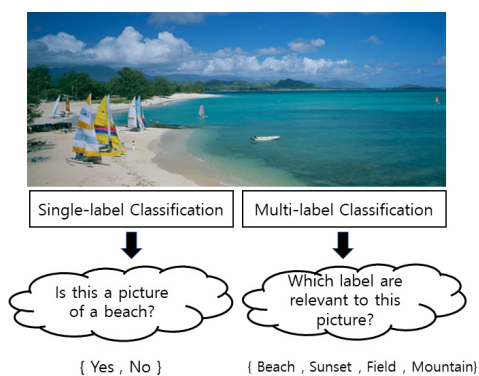 Single-label Classification
Multi-label Classification
Is this a picture
of a beach?
Which label are
relevant to this
picture?
{ Yes , No }
{ Beach , Sunset , Field , Mountain}